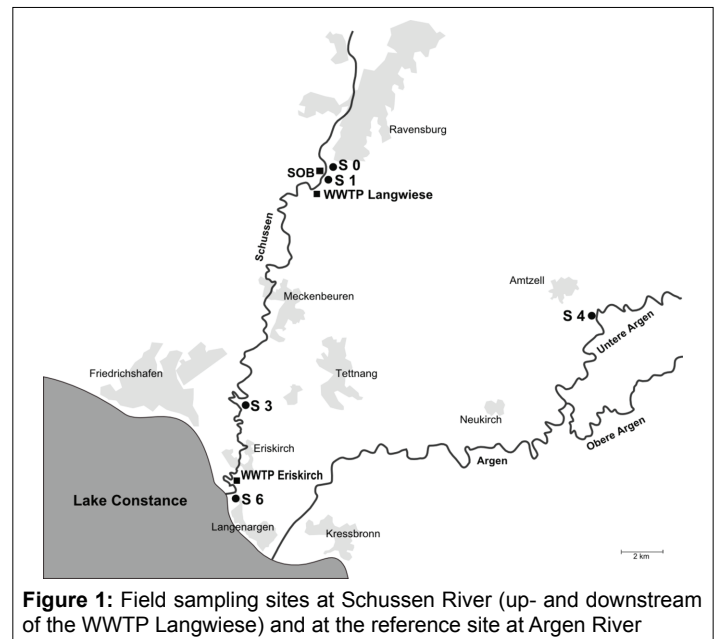 Ravensburg
SOB
S 0
S 1
WWTP Langwiese
Schussen
Meckenbeuren
Amtzell
S 4
Untere Argen
Friedrichshafen
Tettnang
S 3
Neukirch
Obere Argen
Eriskirch
Argen
WWTP Eriskirch
Lake Constance
S 6
Langenargen
Kressbronn
2 km
Figure 1: Field sampling sites at Schussen River (up- and downstream
of the WWTP Langwiese) and at the reference site at Argen River